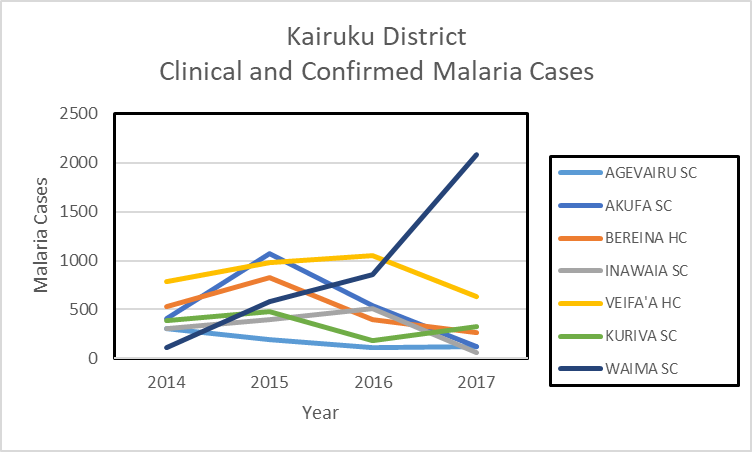 Kairuku District
Clinical and Confirmed Malaria Cases
Malaria Cases
2500
2000
1500
1000
500
0
2014 2015 2016 2017
Year
AGEVAIRU SC
AKUFA SC
BEREINA HC
INAWAIA SC
VEIFA'A HC
KURIVA SC
WAIMA SC